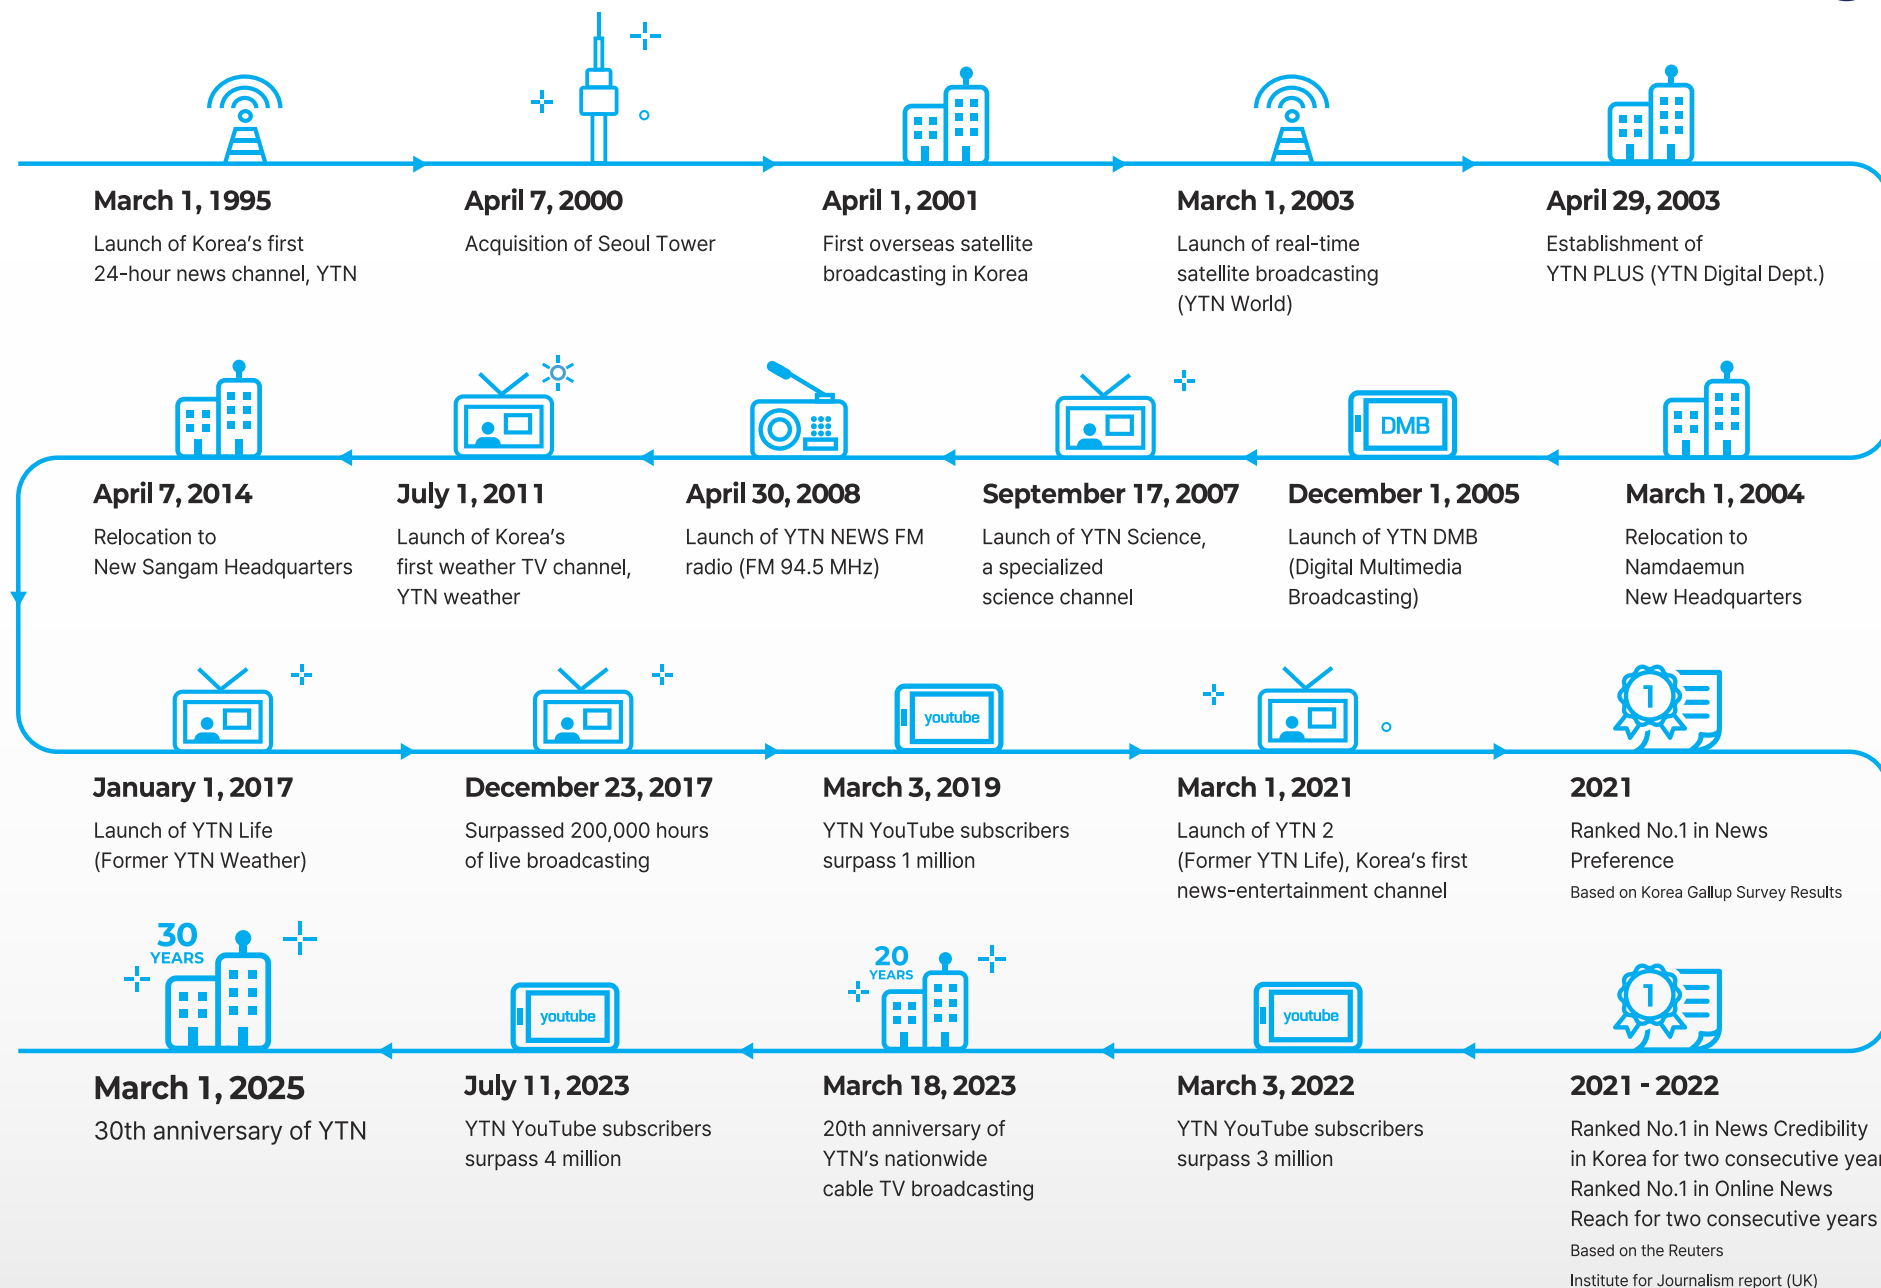 March 1, 1995
Launch of Korea's first
24-hour news channel, YTN
April 7, 2000
Acquisition of Seoul Tower
April 1, 2001
First overseas satellite
broadcasting in Korea
March 1, 2003
Launch of real-time
satellite broadcasting
(YTN World)
April 29, 2003
Establishment of
YTN PLUS (YTN Digital Dept.)
March 1, 2004
Relocation to
Namdaemun
New Headquarters
DMB
December 1, 2005
Launch of YTN DMB
(Digital Multimedia
Broadcasting)
September 17, 2007
Launch of YTN Science,
a specialized
science channel
April 30, 2008
Launch of YTN NEWS FM
radio (FM 94.5 MHz)
July 1, 2011
Launch of Korea's
first weather TV channel,
YTN weather
April 7, 2014
Relocation to
New Sangam Headquarters
January 1, 2017
Launch of YTN Life
(Former YTN Weather)
December 23, 2017
Surpassed 200,000 hours
of live broadcasting
youtube
March 3, 2019
YTN YouTube subscribers
surpass 1 million
March 1, 2021
Launch of YTN 2
(Former YTN Life), Korea's first
news-entertainment channel
1
2021
Ranked No.1 in News
Preference
Based on Korea Gallup Survey Results
1
2021 - 2022
Ranked No.1 in News Credibility
in Korea for two consecutive year
Ranked No.1 in Online News
Reach for two consecutive years
Based on the Reuters
Institute for Journalism report (UK)
youtube
March 3, 2022
YTN YouTube subscribers
surpass 3 million
20
YEARS
March 18, 2023
20th anniversary of
YTN's nationwide
cable TV broadcasting
youtube
July 11, 2023
YTN YouTube subscribers
surpass 4 million
30
YEARS
March 1, 2025
30th anniversary of YTN